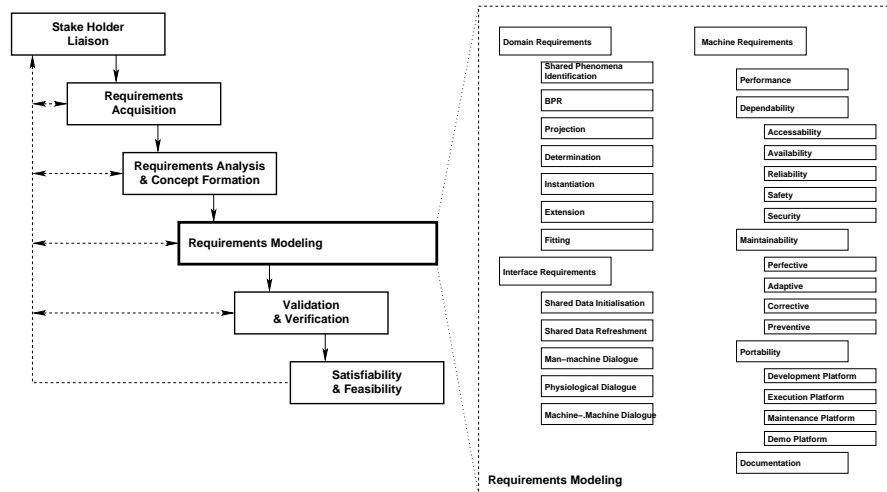 Stake Holder
Liaison
Requirements
Acquisition
Requirements Analysis
& Concept Formation
Requirements Modeling
Validation
& Verification
Satisfiability
& Feasibility
Domain Requirements
Shared Phenomena
Identification
BPR
Projection
Determination
Instantiation
Extension
Fitting
Interface Requirements
Shared Data Initialisation
Shared Data Refreshment
Man–machine Dialogue
Physiological Dialogue
Machine–.Machine Dialogue
Machine Requirements
Performance
Dependability
Accessability
Availability
Reliability
Safety
Security
Maintainability
Perfective
Adaptive
Corrective
Preventive
Portability
Development Platform
Execution Platform
Maintenance Platform
Demo Platform
Documentation
Requirements Modeling